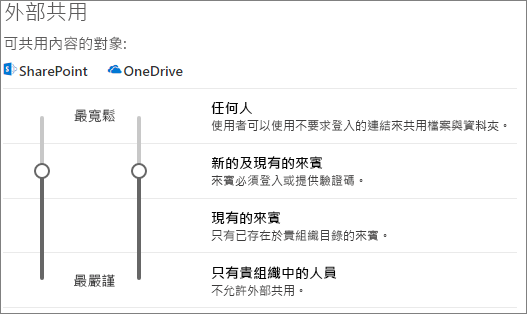 外部共用
可共用內容的對象:
SharePoint OneDrive
最寬鬆
任何人
使用者可以使用不要求登入的連結來共用檔案與資料夾。
新的及現有的來賓
來賓必須登入或提供驗證碼。
現有的來賓
只有已存在於貴組織目錄的來賓。
最嚴謹
只有貴組織中的人員
不允許外部共用。